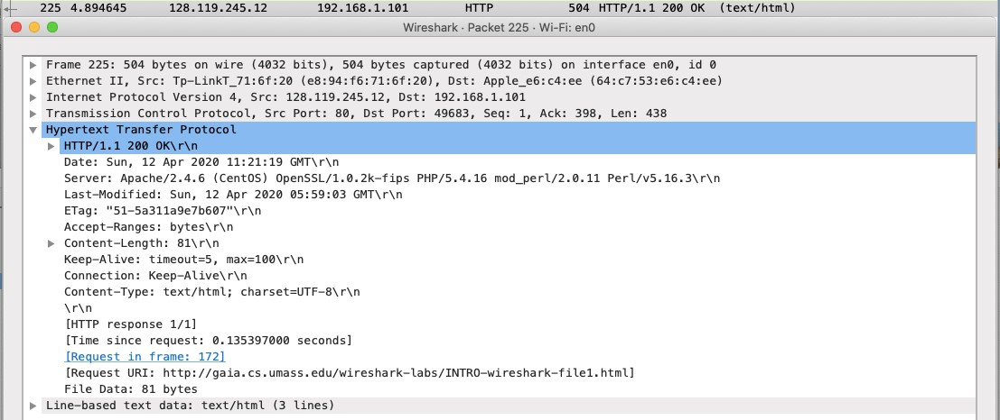 225 4.894645 128.119.245.12 192.168.1.101 HTTP 504 HTTP/1.1 200 OK (text/html)
Wireshark · Packet 225 · Wi-Fi: en0
Frame 225: 504 bytes on wire (4032 bits), 504 bytes captured (4032 bits) on interface en0, id 0
Ethernet II, Src: Tp-LinkT_71:6f:20 (e8:94:f6:71:6f:20), Dst: Apple_e6:c4:ee (64:c7:53:e6:c4:ee)
Internet Protocol Version 4, Src: 128.119.245.12, Dst: 192.168.1.101
Transmission Control Protocol, Src Port: 80, Dst Port: 49683, Seq: 1, Ack: 398, Len: 438
Hypertext Transfer Protocol
HTTP/1.1 200 OK\r\n
Date: Sun, 12 Apr 2020 11:21:19 GMT\r\n
Server: Apache/2.4.6 (CentOS) OpenSSL/1.0.2k-fips PHP/5.4.16 mod_perl/2.0.11 Perl/v5.16.3\r\n
Last-Modified: Sun, 12 Apr 2020 05:59:03 GMT\r\n
ETag: "51-5a311a9e7b607"\r\n
Accept-Ranges: bytes\r\n
Content-Length: 81\r\n
Keep-Alive: timeout=5, max=100\r\n
Connection: Keep-Alive\r\n
Content-Type: text/html; charset=UTF-8\r\n
\r\n
[HTTP response 1/1]
[Time since request: 0.135397000 seconds]
[Request in frame: 172]
[Request URI: http://gaia.cs.umass.edu/wireshark-labs/INTRO-wireshark-file1.html]
File Data: 81 bytes
Line-based text data: text/html (3 lines)